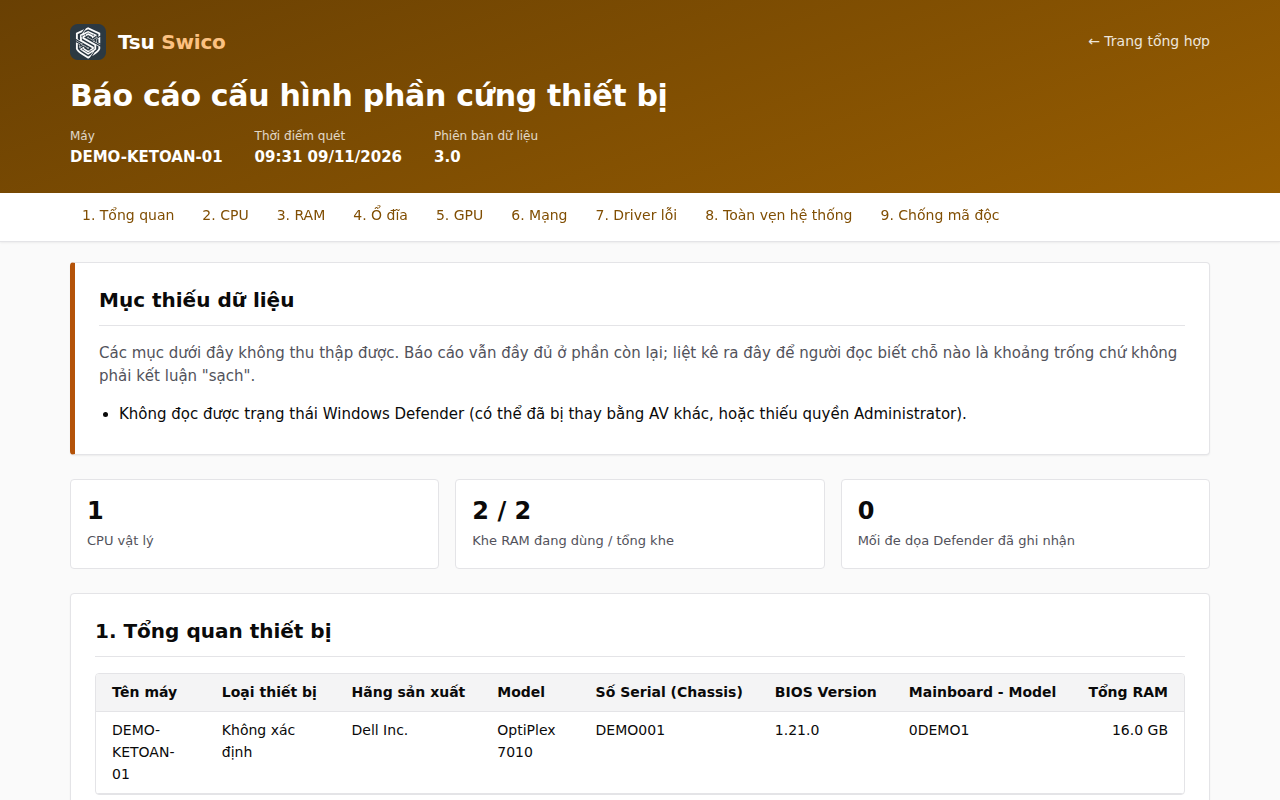 Tsu Swico
← Trang tổng hợp
Báo cáo cấu hình phần cứng thiết bị
Máy
DEMO-KETOAN-01
Thời điểm quét
09:31 09/11/2026
Phiên bản dữ liệu
3.0
1. Tổng quan 2. CPU 3. RAM 4. Ổ đĩa 5. GPU 6. Mạng 7. Driver lỗi 8. Toàn vẹn hệ thống 9. Chống mã độc
Mục thiếu dữ liệu
Các mục dưới đây không thu thập được. Báo cáo vẫn đầy đủ ở phần còn lại; liệt kê ra đây để người đọc biết chỗ nào là khoảng trống chứ không
phải kết luận "sạch".
• Không đọc được trạng thái Windows Defender (có thể đã bị thay bằng AV khác, hoặc thiếu quyền Administrator).
1
CPU vật lý
2 / 2
Khe RAM đang dùng / tổng khe
0
Mối đe dọa Defender đã ghi nhận
1. Tổng quan thiết bị
Tên máy Loại thiết bị Hãng sản xuất Model Số Serial (Chassis) BIOS Version Mainboard - Model Tổng RAM
DEMO- Không xác Dell Inc. OptiPlex DEMO001 1.21.0 0DEMO1 16.0 GB
KETOAN- định 7010
01